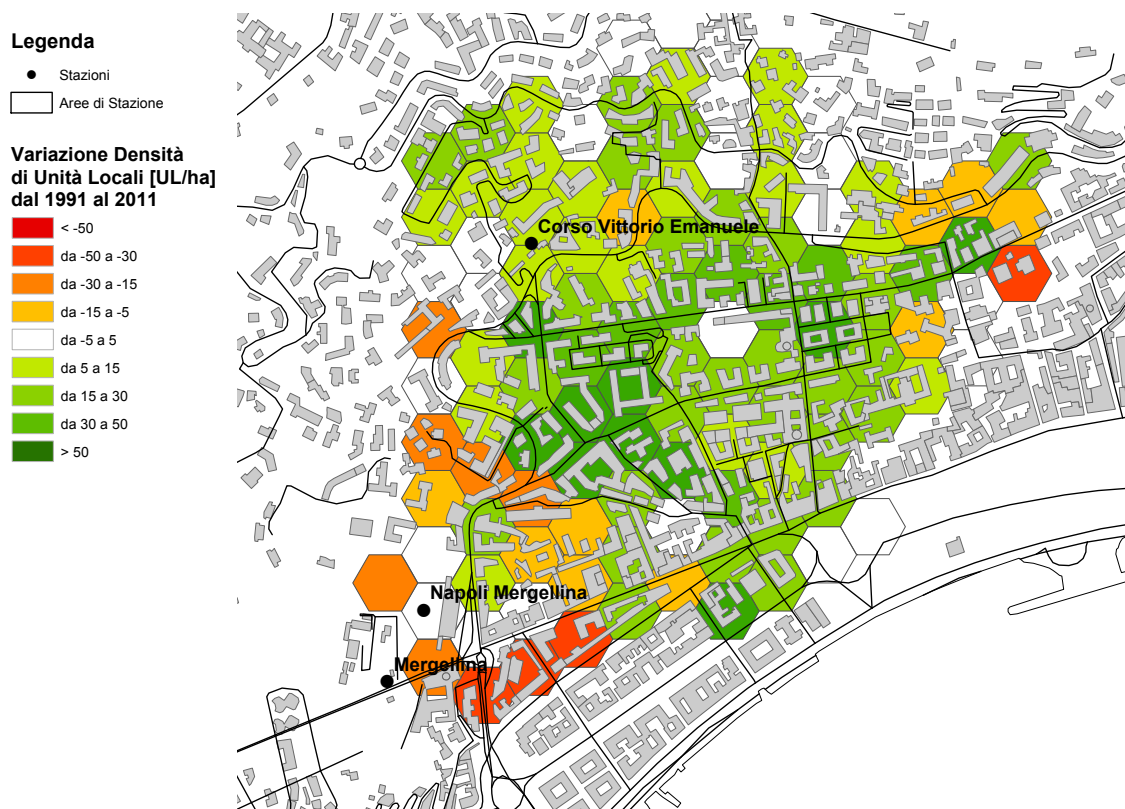 Legenda
Stazioni
Aree di Stazione
Variazione Densità
di Unità Locali [UL/ha]
dal 1991 al 2011
< -50
da -50 a -30
da -30 a -15
da -15 a -5
da -5 a 5
da 5 a 15
da 15 a 30
da 30 a 50
> 50
Corso Vittorio Emanuele
Napoli Mergellina
Mergellina